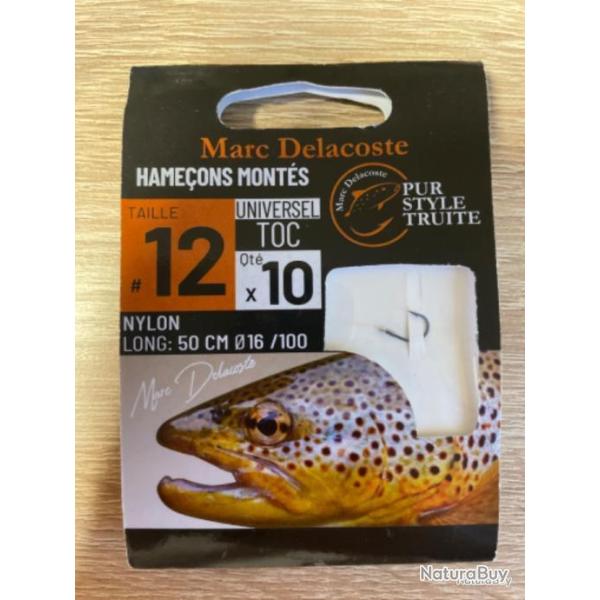 Marc Delacoste
HAMEÇONS MONTÉS
Marc Delacoste
PUR
STYLE
TRUITE
TAILLE
#12
UNIVERSEL
TOC
Qté
x 10
NYLON
LONG: 50 CM Ø16 /100
Marc Delacoste
NaturaBuy